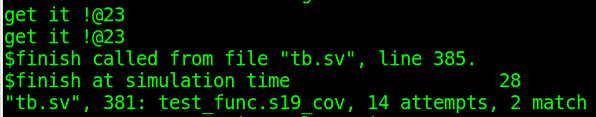 get it !@23
get it !@23
$finish called from file "tb.sv", line 385.
$finish at simulation time 28
"tb.sv", 381: test_func.s19_cov, 14 attempts, 2 match